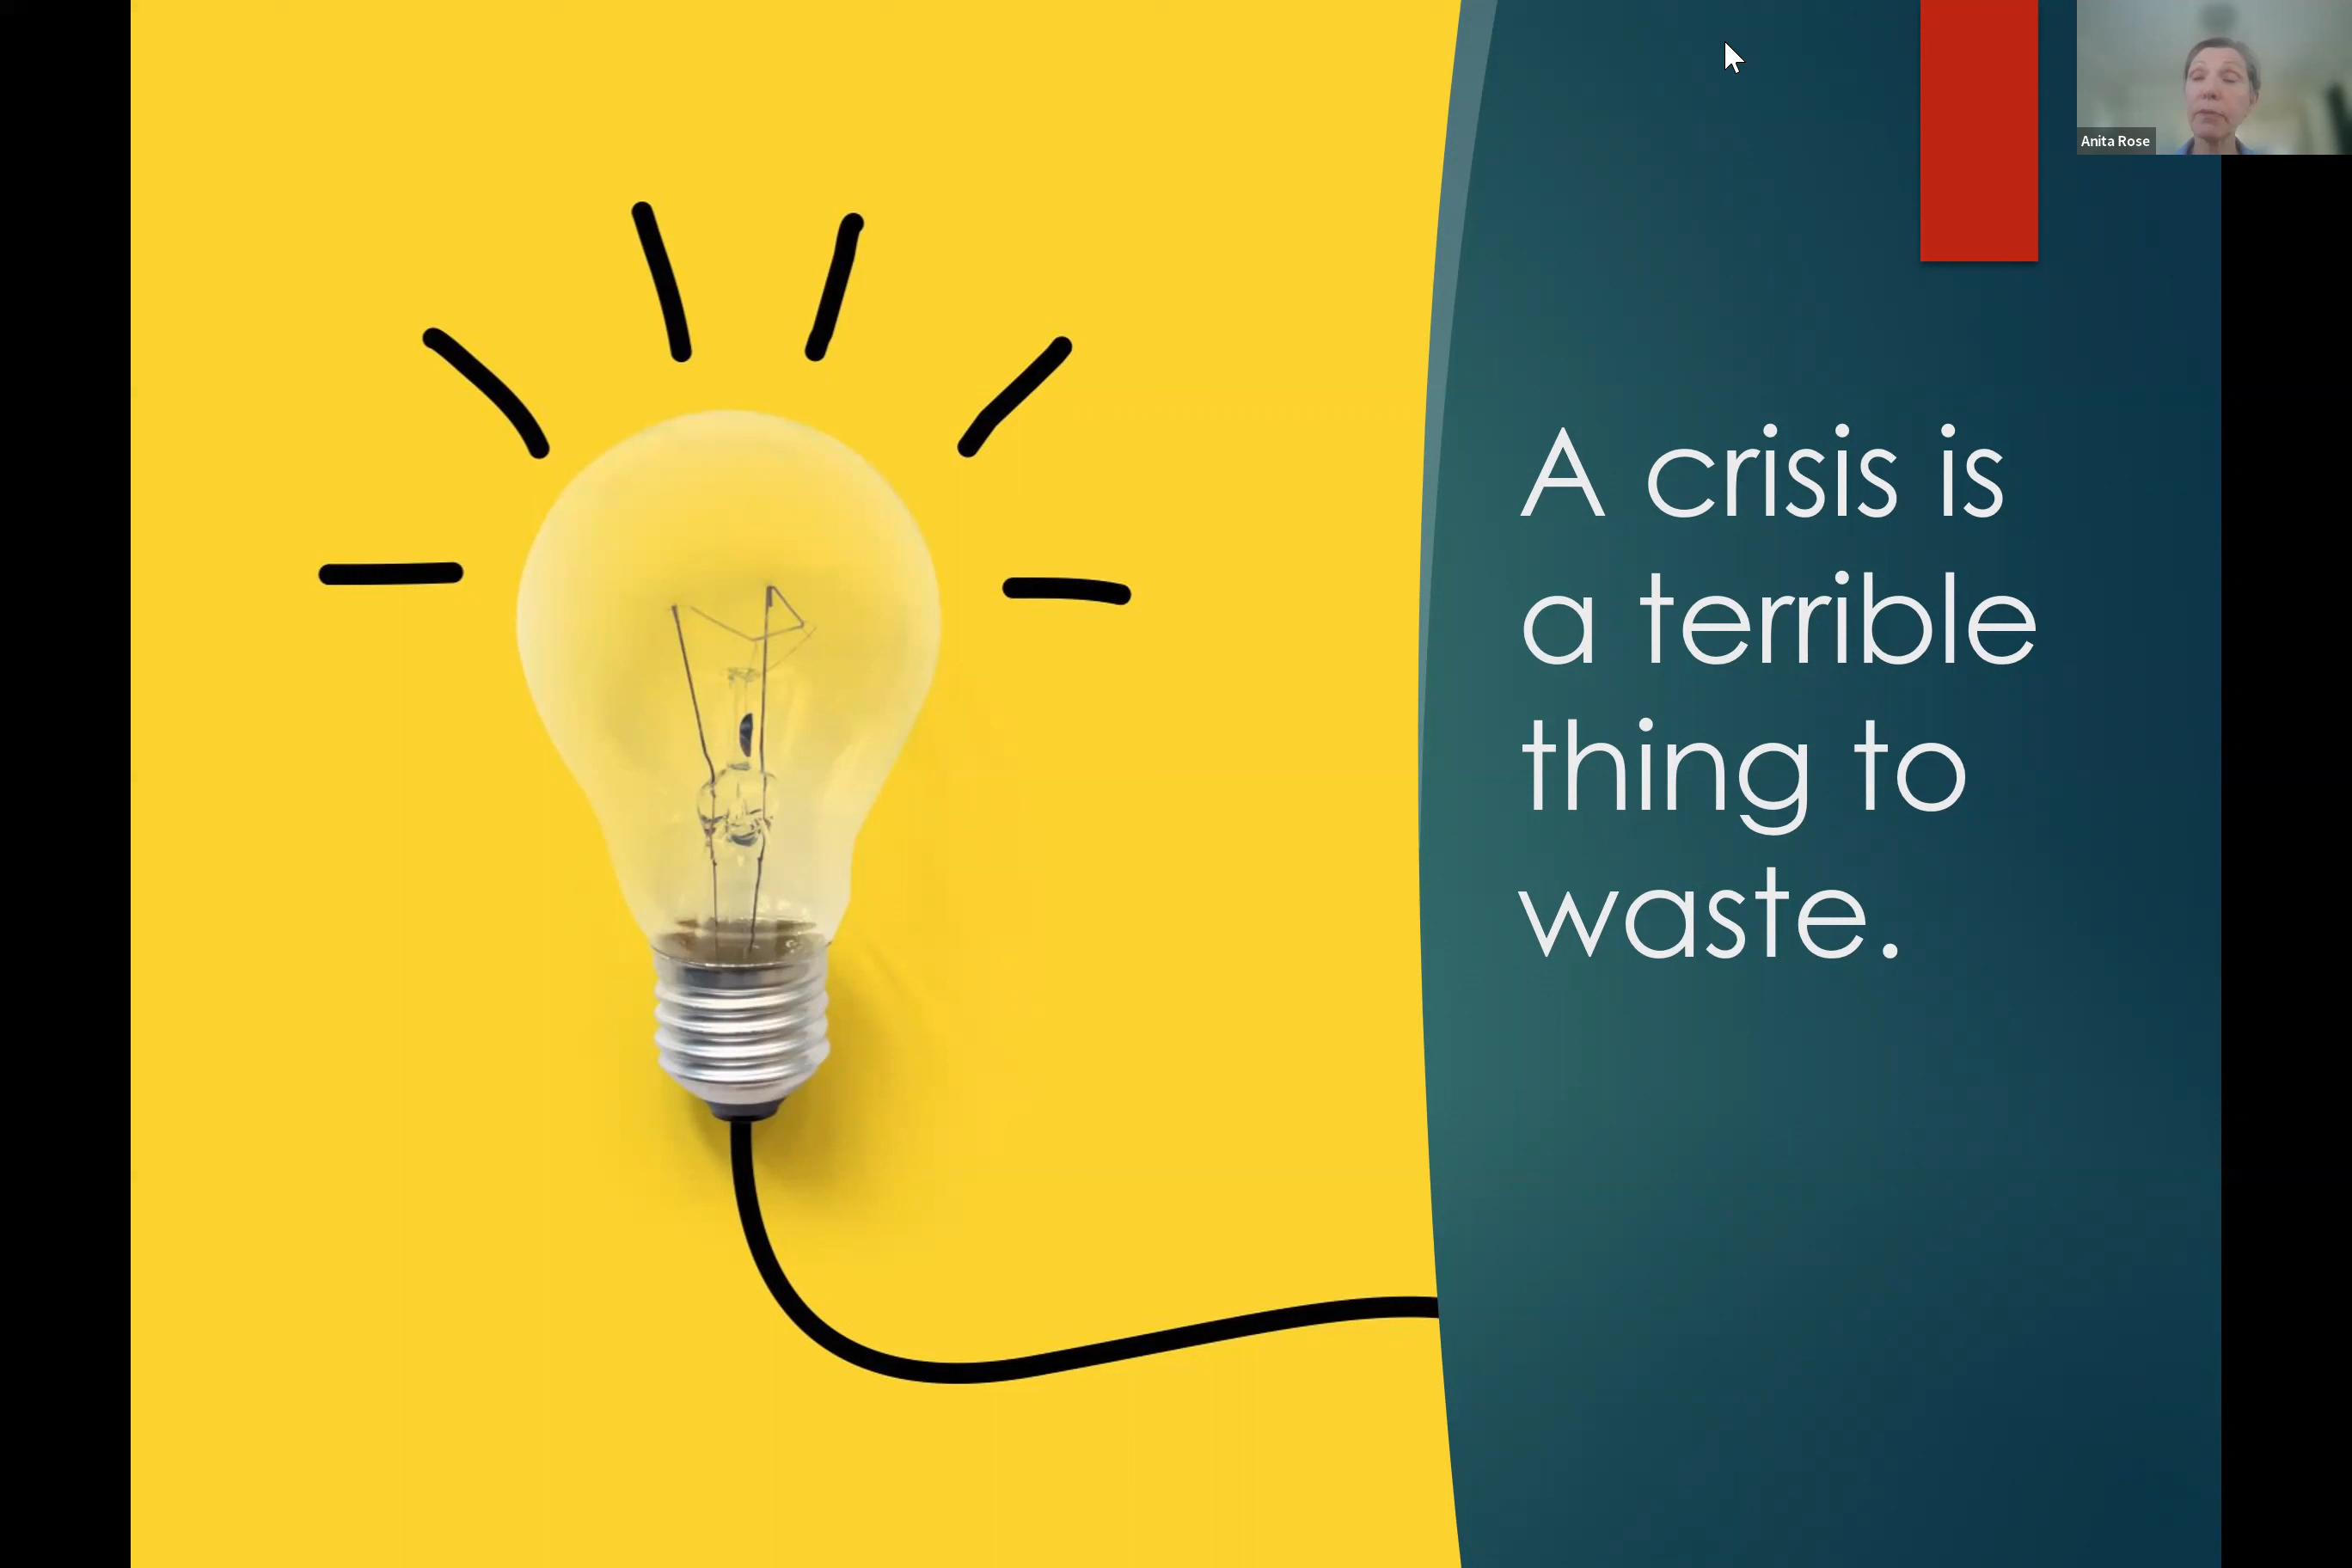 Anita Rose
A crisis is
a terrible
thing to
waste.